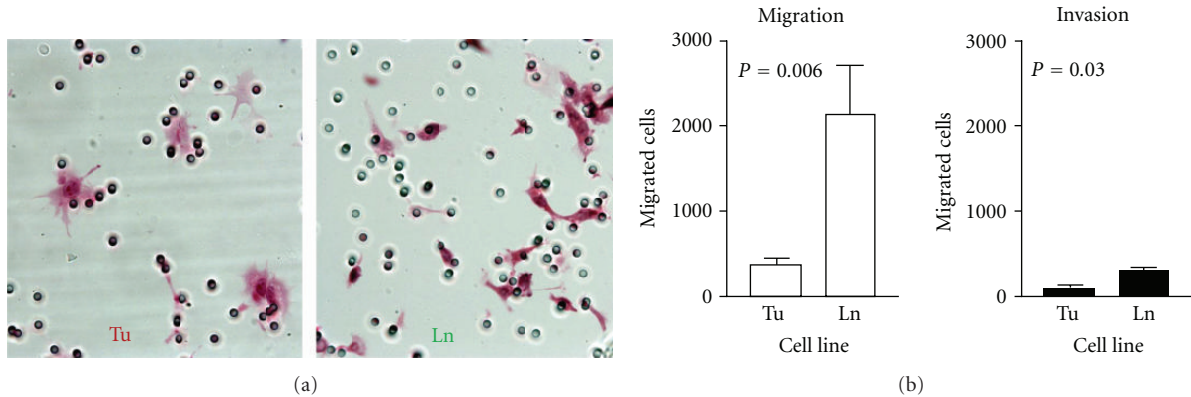 Tu
Ln
(a)
Migration
3000
2000
1000
0
P = 0.006
Migrated cells
Tu Ln
Cell line
Invasion
3000
2000
1000
0
P = 0.03
Migrated cells
Tu Ln
Cell line
(b)